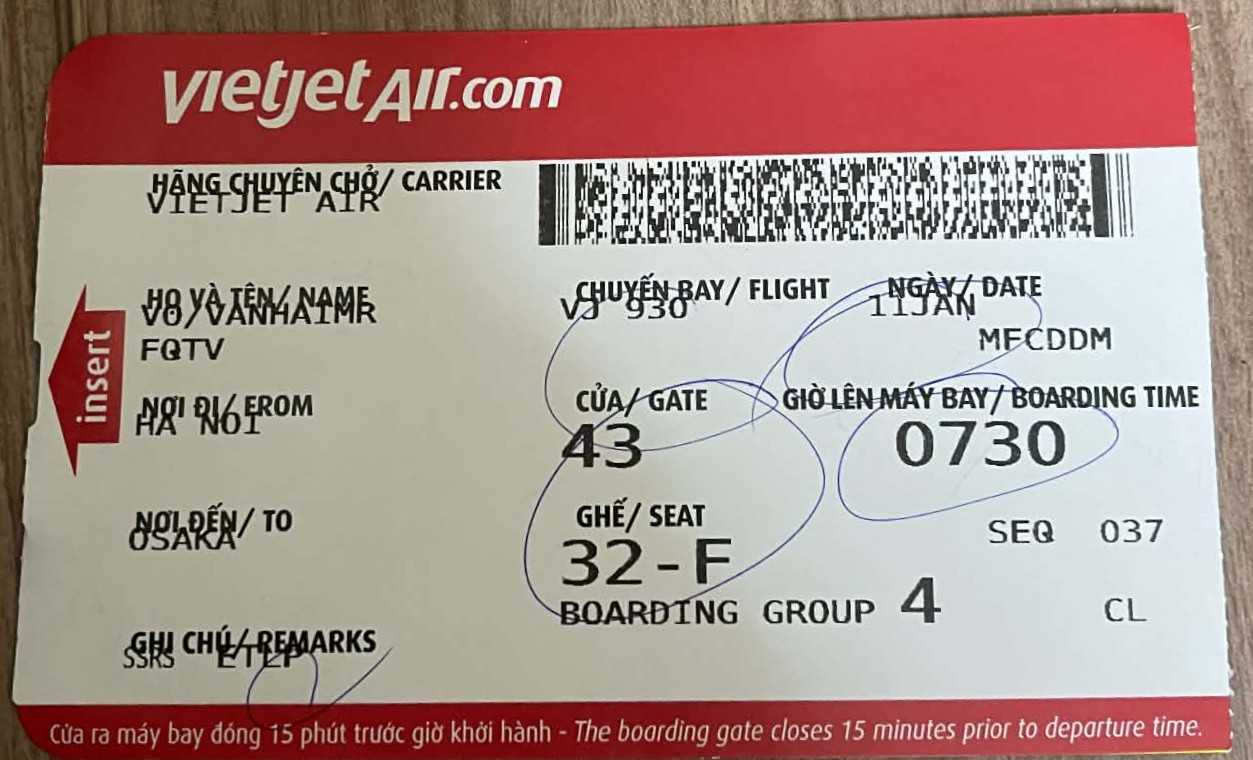 vietjetAir.com
HÃNG CHUYÊN CHỞ/ CARRIER
VIETJET AIR
HỌ VÀ TÊN/ NAME
VO/VANHAIMR
CHUYẾN BAY/ FLIGHT
VJ 930
NGÀY/ DATE
11JAN
FQTV
MFCDDM
insert
NƠI ĐI/ FROM
HA NOI
CỬA/ GATE
43
GIỜ LÊN MÁY BAY/ BOARDING TIME
0730
NƠI ĐẾN/ TO
OSAKA
GHẾ/ SEAT
32-F
SEQ 037
BOARDING GROUP 4
CL
GHI CHÚ/ REMARKS
SSRS ETLP
Cửa ra máy bay đóng 15 phút trước giờ khởi hành - The boarding gate closes 15 minutes prior to departure time.